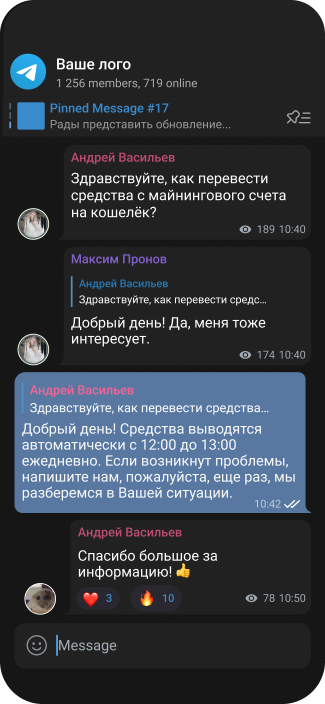 Ваше лого
1 256 members, 719 online
Pinned Message #17
Рады представить обновление...
Андрей Васильев
Здравствуйте, как перевести
средства с майнингового счета
на кошелёк?
189 10:40
Максим Пронов
Андрей Васильев
Здравствуйте, как перевести средс...
Добрый день! Да, меня тоже
интересует.
174 10:40
Андрей Васильев
Здравствуйте, как перевести средства...
Добрый день! Средства выводятся
автоматически с 12:00 до 13:00
ежедневно. Если возникнут проблемы,
напишите нам, пожалуйста, еще раз, мы
разберемся в Вашей ситуации.
10:42
Андрей Васильев
Спасибо большое за
информацию! 👍
❤️ 3 🔥 10 78 10:50
Message